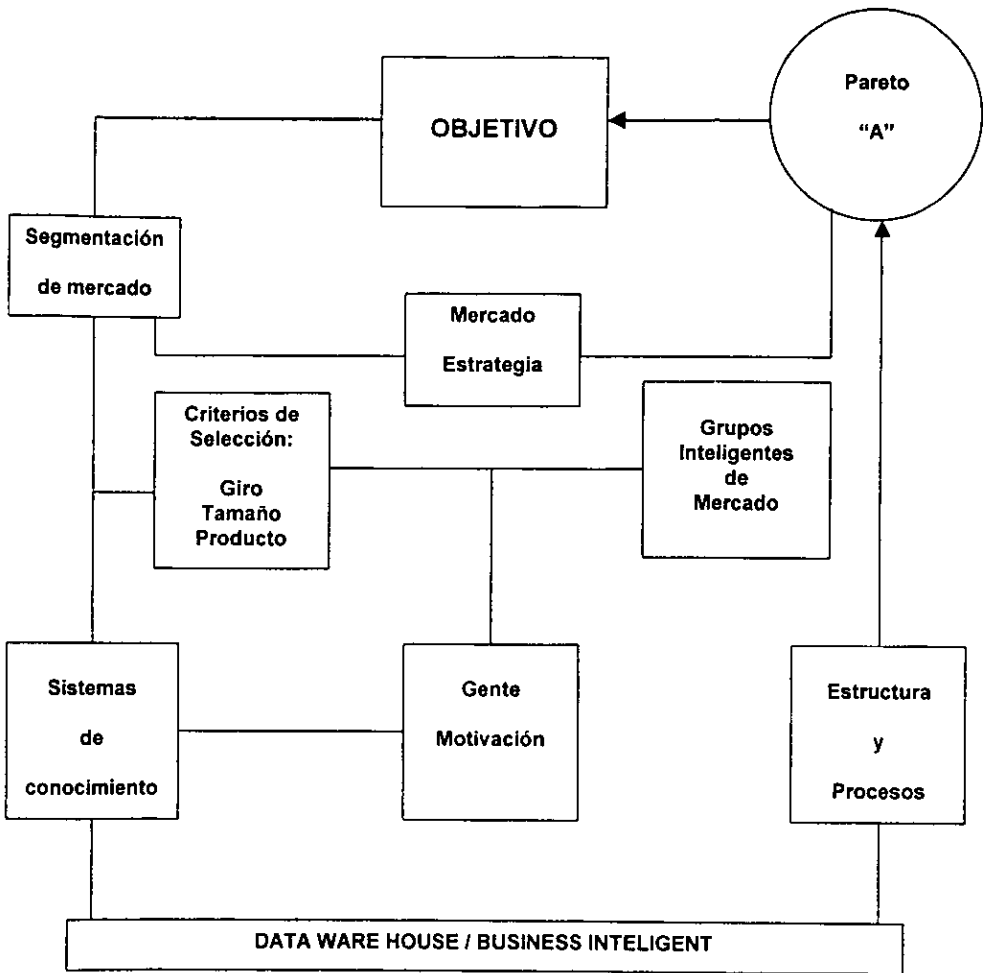 OBJETIVO
Pareto
“A”
Segmentación
de mercado
Mercado
Estrategia
Criterios de
Selección:
Giro
Tamaño
Producto
Grupos
Inteligentes
de
Mercado
Sistemas
de
conocimiento
Gente
Motivación
Estructura
y
Procesos
DATA WARE HOUSE / BUSINESS INTELIGENT